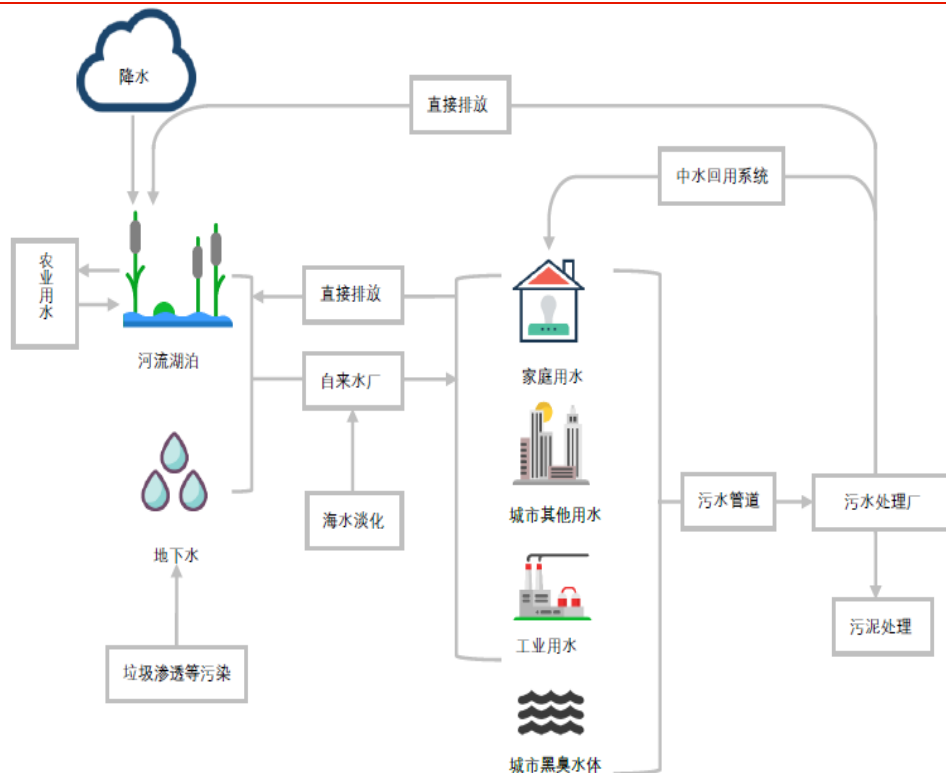 降水
直接排放
中水回用系统
农业用水
直接排放
河流湖泊
自来水厂
家庭用水
城市其他用水
污水管道
污水处理厂
海水淡化
地下水
污泥处理
工业用水
垃圾渗透等污染
城市黑臭水体